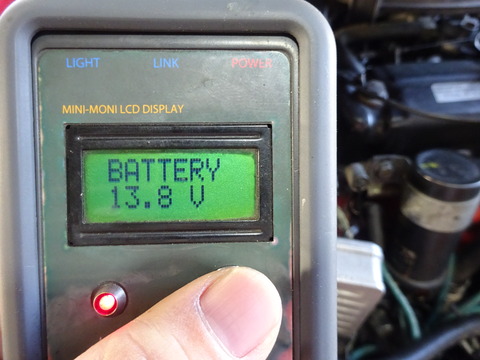 LIGHT LINK POWER
MINI-MONI LCD DISPLAY
BATTERY
13.8 V